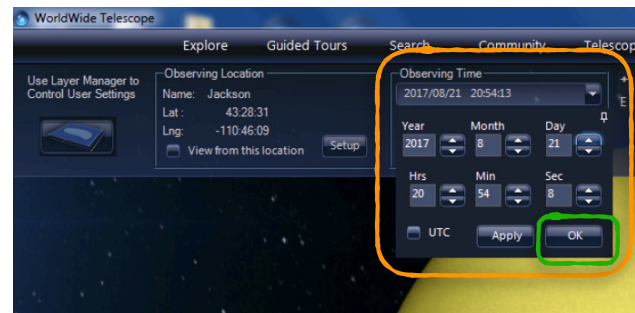 WorldWide Telescope
Explore Guided Tours Search Community Telescop
Use Layer Manager to
Control User Settings
Observing Location
Name: Jackson
Lat : 43:28:31
Lng: -110:46:09
View from this location
Setup
Observing Time
2017/08/21 20:54:13
Year Month Day
2017 8 21
Hrs Min Sec
20 54 8
UTC Apply OK
E